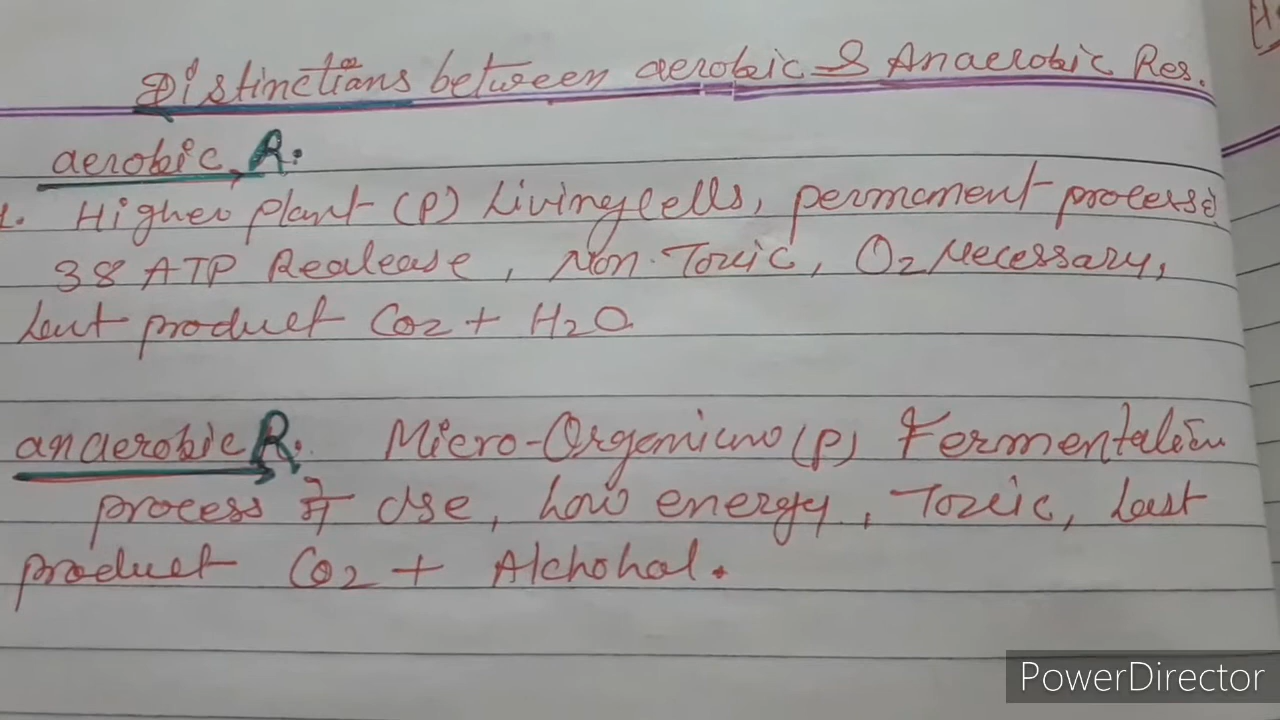 Distinctions between aerobic & Anaerobic Res.
aerobic R.
1. Higher plant (P) Living cells, permanent process
38 ATP Realease, Non. Toxic, O2 Necessary,
Last product Co2 + H2O
anaerobic R. Micro-Organism (P) Fermentation
process में Use, Low energy, Toxic, Last
product Co2 + Alchohal.
PowerDirector